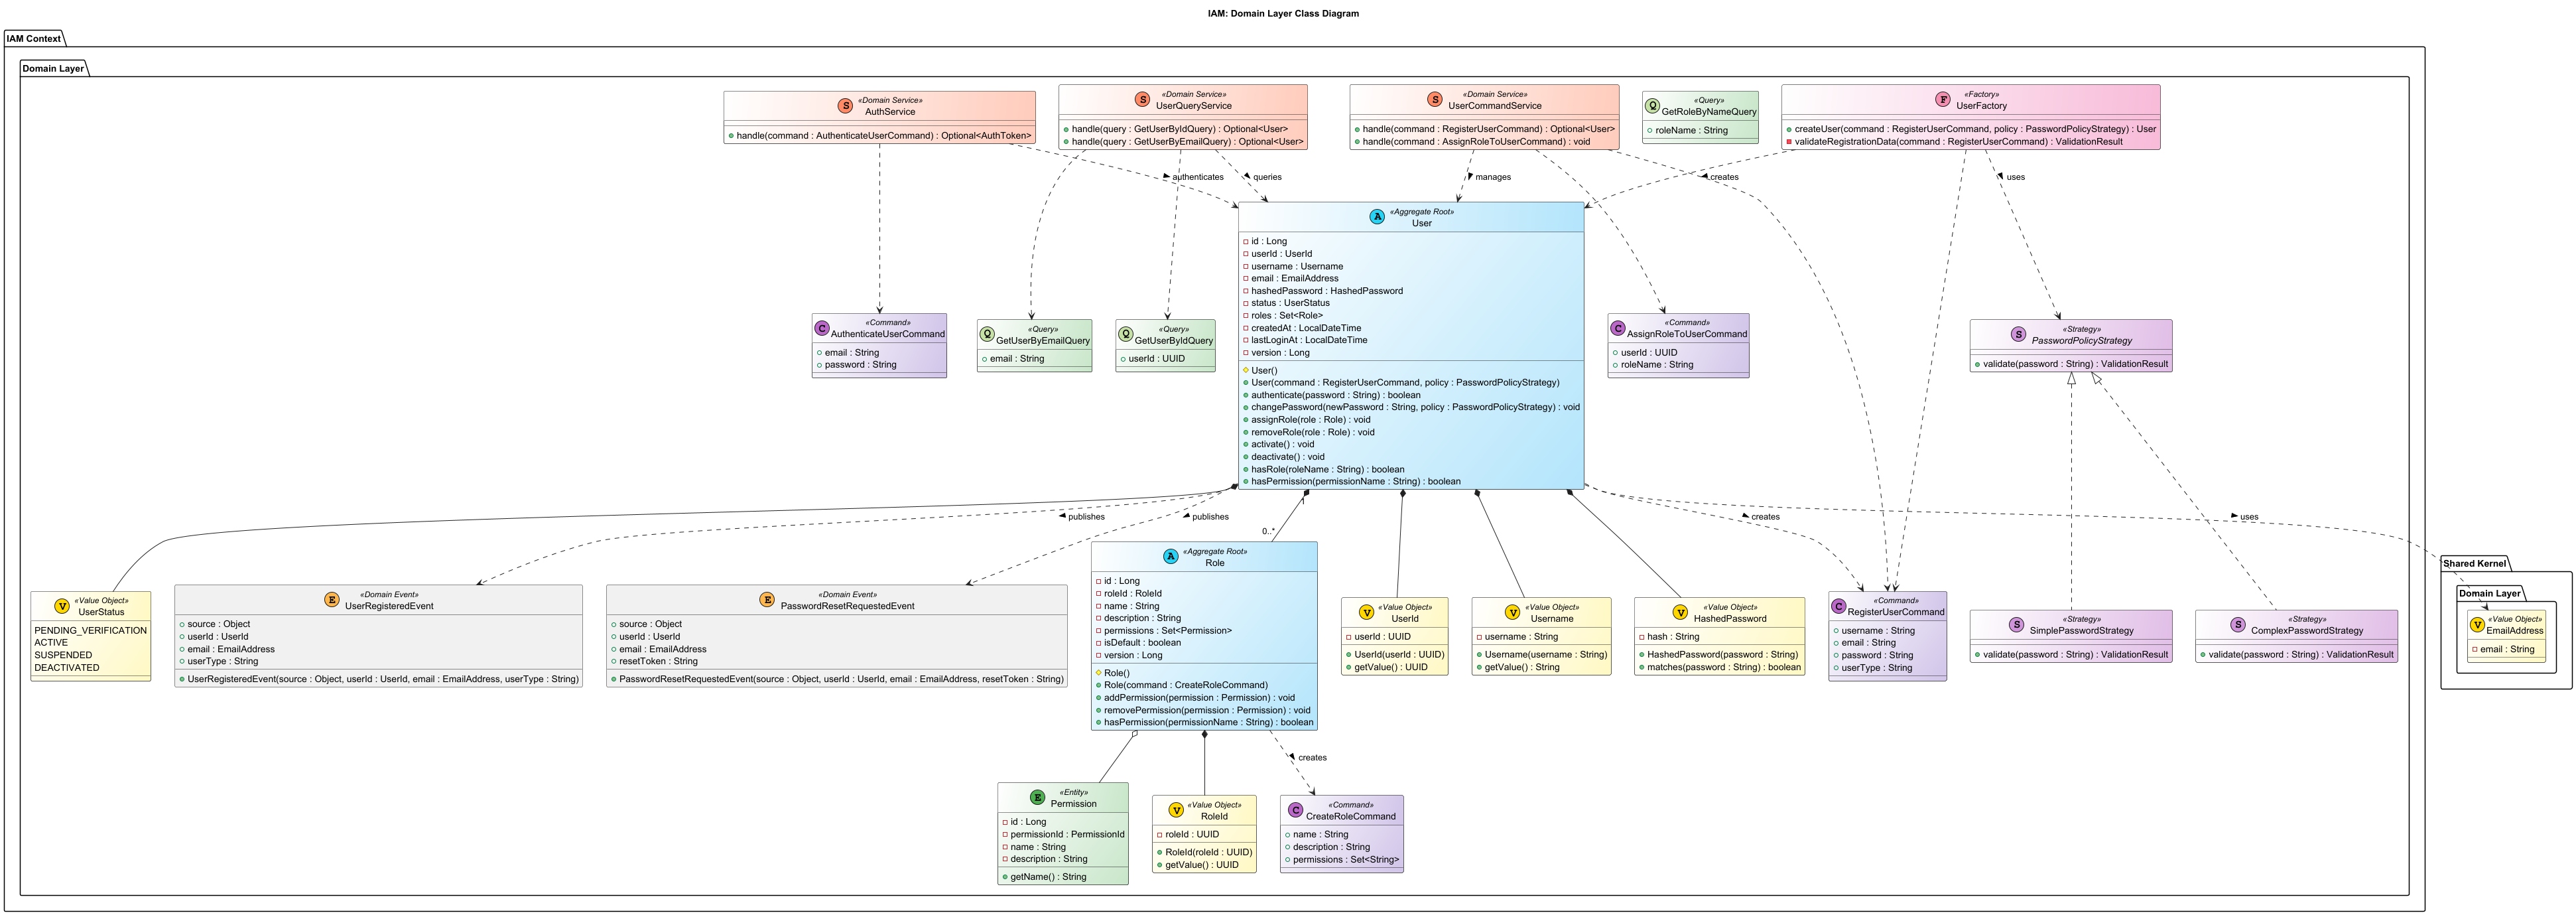 IAM: Domain Layer Class Diagram
IAM Context
Domain Layer
S
«Domain Service»
AuthService
handle(command : AuthenticateUserCommand) : Optional<AuthToken>
S
«Domain Service»
UserQueryService
handle(query : GetUserByIdQuery) : Optional<User>
handle(query : GetUserByEmailQuery) : Optional<User>
S
«Domain Service»
UserCommandService
handle(command : RegisterUserCommand) : Optional<User>
handle(command : AssignRoleToUserCommand) : void
Q
«Query»
GetRoleByNameQuery
roleName : String
F
«Factory»
UserFactory
createUser(command : RegisterUserCommand, policy : PasswordPolicyStrategy) : User
validateRegistrationData(command : RegisterUserCommand) : ValidationResult
authenticates
queries
manages
creates
uses
A
«Aggregate Root»
User
id : Long
userId : UserId
username : Username
email : EmailAddress
hashedPassword : HashedPassword
status : UserStatus
roles : Set<Role>
createdAt : LocalDateTime
lastLoginAt : LocalDateTime
version : Long
User()
User(command : RegisterUserCommand, policy : PasswordPolicyStrategy)
authenticate(password : String) : boolean
changePassword(newPassword : String, policy : PasswordPolicyStrategy) : void
assignRole(role : Role) : void
removeRole(role : Role) : void
activate() : void
deactivate() : void
hasRole(roleName : String) : boolean
hasPermission(permissionName : String) : boolean
C
«Command»
AuthenticateUserCommand
email : String
password : String
Q
«Query»
GetUserByEmailQuery
email : String
Q
«Query»
GetUserByIdQuery
userId : UUID
C
«Command»
AssignRoleToUserCommand
userId : UUID
roleName : String
S
«Strategy»
PasswordPolicyStrategy
validate(password : String) : ValidationResult
publishes
publishes
1
0..*
creates
uses
V
«Value Object»
UserStatus
PENDING_VERIFICATION
ACTIVE
SUSPENDED
DEACTIVATED
E
«Domain Event»
UserRegisteredEvent
source : Object
userId : UserId
email : EmailAddress
userType : String
UserRegisteredEvent(source : Object, userId : UserId, email : EmailAddress, userType : String)
E
«Domain Event»
PasswordResetRequestedEvent
source : Object
userId : UserId
email : EmailAddress
resetToken : String
PasswordResetRequestedEvent(source : Object, userId : UserId, email : EmailAddress, resetToken : String)
A
«Aggregate Root»
Role
id : Long
roleId : RoleId
name : String
description : String
permissions : Set<Permission>
isDefault : boolean
version : Long
Role()
Role(command : CreateRoleCommand)
addPermission(permission : Permission) : void
removePermission(permission : Permission) : void
hasPermission(permissionName : String) : boolean
V
«Value Object»
UserId
userId : UUID
UserId(userId : UUID)
getValue() : UUID
V
«Value Object»
Username
username : String
Username(username : String)
getValue() : String
V
«Value Object»
HashedPassword
hash : String
HashedPassword(password : String)
matches(password : String) : boolean
C
«Command»
RegisterUserCommand
username : String
email : String
password : String
userType : String
S
«Strategy»
SimplePasswordStrategy
validate(password : String) : ValidationResult
S
«Strategy»
ComplexPasswordStrategy
validate(password : String) : ValidationResult
Shared Kernel
Domain Layer
V
«Value Object»
EmailAddress
email : String
creates
E
«Entity»
Permission
id : Long
permissionId : PermissionId
name : String
description : String
getName() : String
V
«Value Object»
RoleId
roleId : UUID
RoleId(roleId : UUID)
getValue() : UUID
C
«Command»
CreateRoleCommand
name : String
description : String
permissions : Set<String>